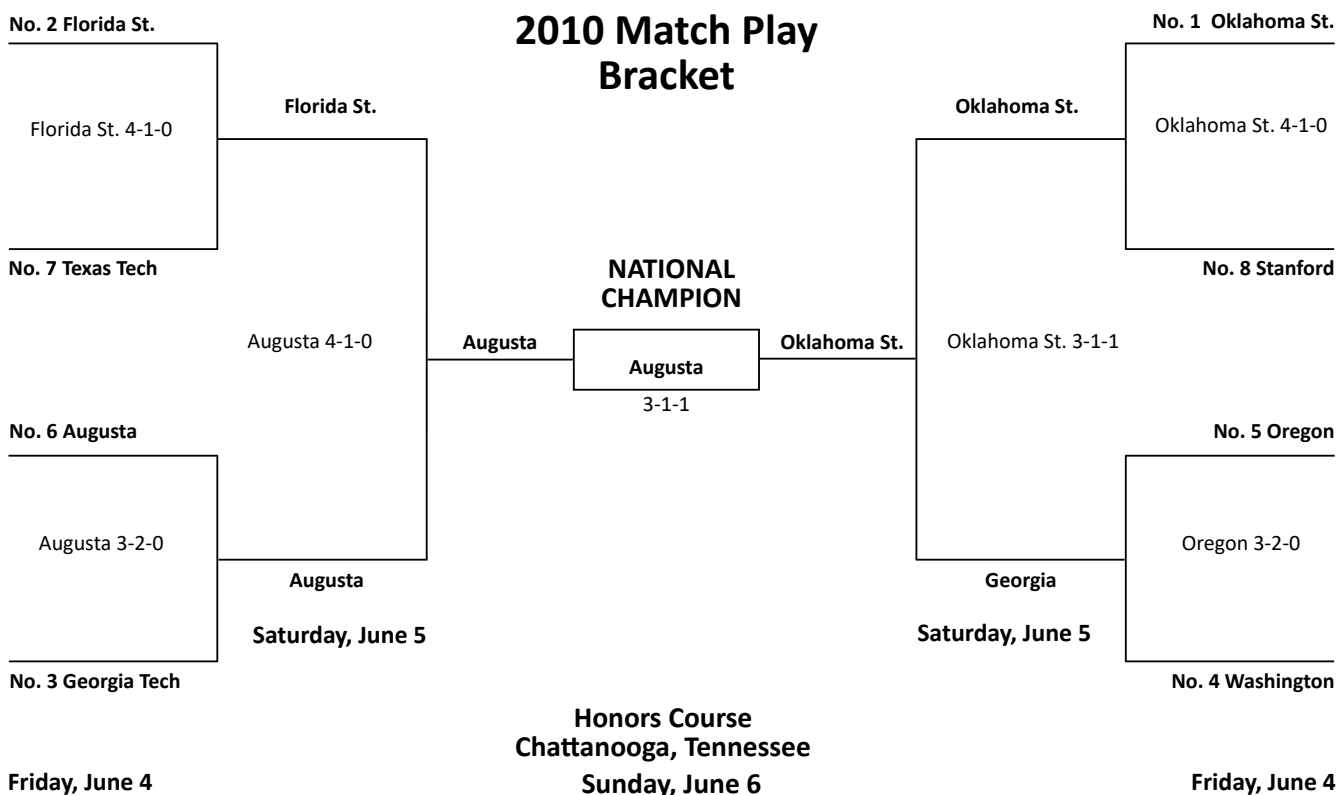 2010 Match Play
Bracket
No. 2 Florida St.
Florida St. 4-1-0
No. 7 Texas Tech
Florida St.
Augusta 4-1-0
No. 6 Augusta
Augusta 3-2-0
No. 3 Georgia Tech
Augusta
Saturday, June 5
Friday, June 4
Augusta
NATIONAL
CHAMPION
Augusta
3-1-1
Oklahoma St.
Honors Course
Chattanooga, Tennessee
Sunday, June 6
No. 1 Oklahoma St.
Oklahoma St. 4-1-0
No. 8 Stanford
Oklahoma St.
Oklahoma St. 3-1-1
No. 5 Oregon
Oregon 3-2-0
No. 4 Washington
Georgia
Saturday, June 5
Friday, June 4